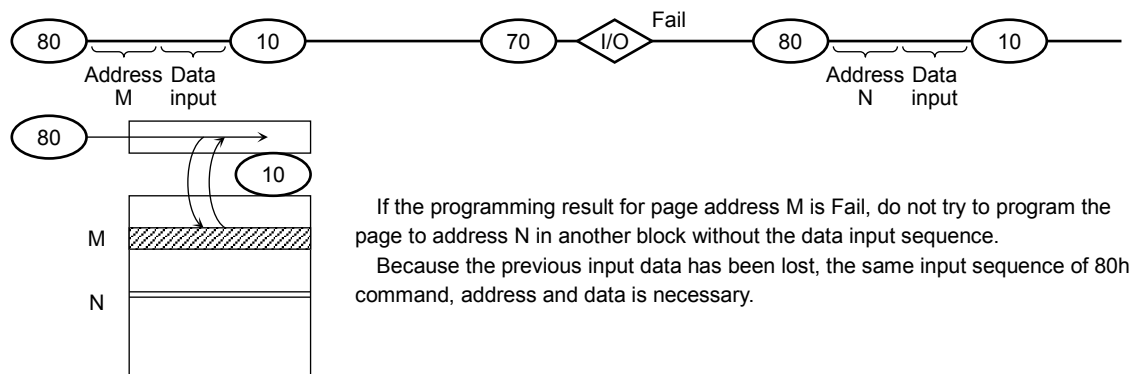 80 10 70 I/O Fail 80 10
Address Data Address Data
M input N input
80
10
M
N
If the programming result for page address M is Fail, do not try to program the
page to address N in another block without the data input sequence.
Because the previous input data has been lost, the same input sequence of 80h
command, address and data is necessary.